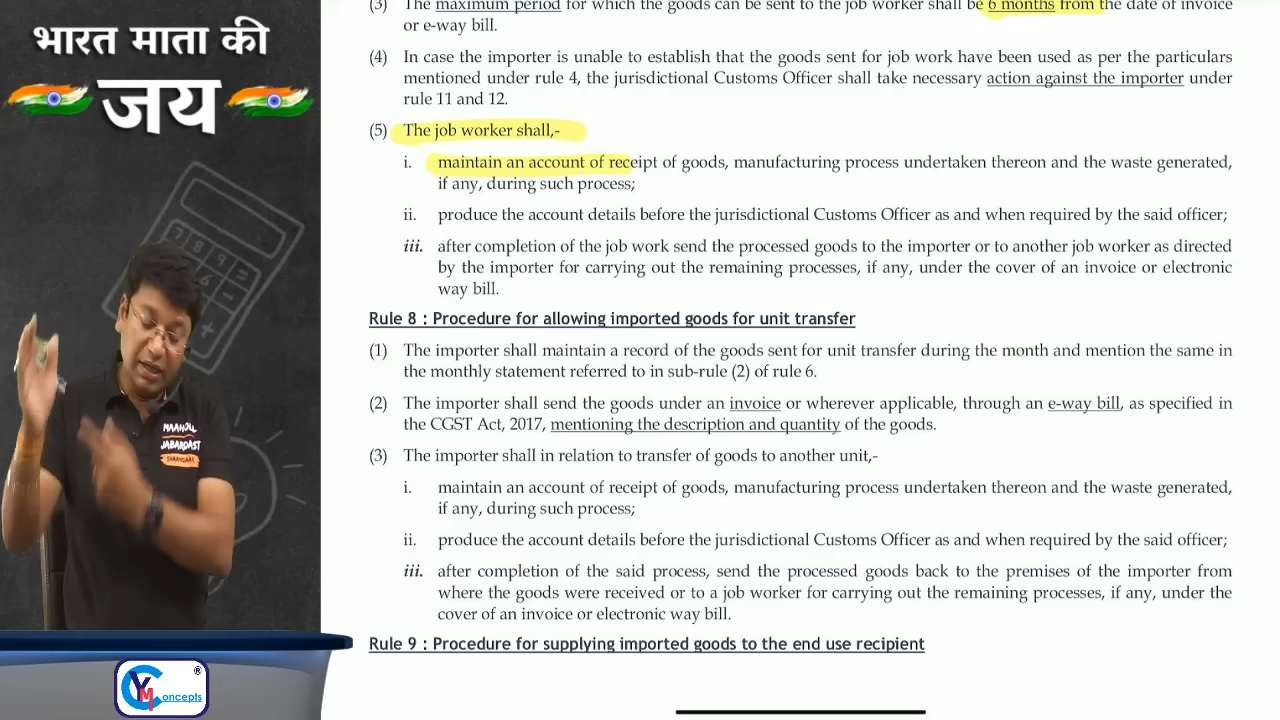 भारत माता की
जय
MAAHOUL
JABARDAST
SHAANDAAR
YMConcepts
®
(3) The maximum period for which the goods can be sent to the job worker shall be 6 months from the date of invoice
or e-way bill.
(4) In case the importer is unable to establish that the goods sent for job work have been used as per the particulars
mentioned under rule 4, the jurisdictional Customs Officer shall take necessary action against the importer under
rule 11 and 12.
(5) The job worker shall,-
i. maintain an account of receipt of goods, manufacturing process undertaken thereon and the waste generated,
if any, during such process;
ii. produce the account details before the jurisdictional Customs Officer as and when required by the said officer;
iii. after completion of the job work send the processed goods to the importer or to another job worker as directed
by the importer for carrying out the remaining processes, if any, under the cover of an invoice or electronic
way bill.
Rule 8 : Procedure for allowing imported goods for unit transfer
(1) The importer shall maintain a record of the goods sent for unit transfer during the month and mention the same in
the monthly statement referred to in sub-rule (2) of rule 6.
(2) The importer shall send the goods under an invoice or wherever applicable, through an e-way bill, as specified in
the CGST Act, 2017, mentioning the description and quantity of the goods.
(3) The importer shall in relation to transfer of goods to another unit,-
i. maintain an account of receipt of goods, manufacturing process undertaken thereon and the waste generated,
if any, during such process;
ii. produce the account details before the jurisdictional Customs Officer as and when required by the said officer;
iii. after completion of the said process, send the processed goods back to the premises of the importer from
where the goods were received or to a job worker for carrying out the remaining processes, if any, under the
cover of an invoice or electronic way bill.
Rule 9 : Procedure for supplying imported goods to the end use recipient